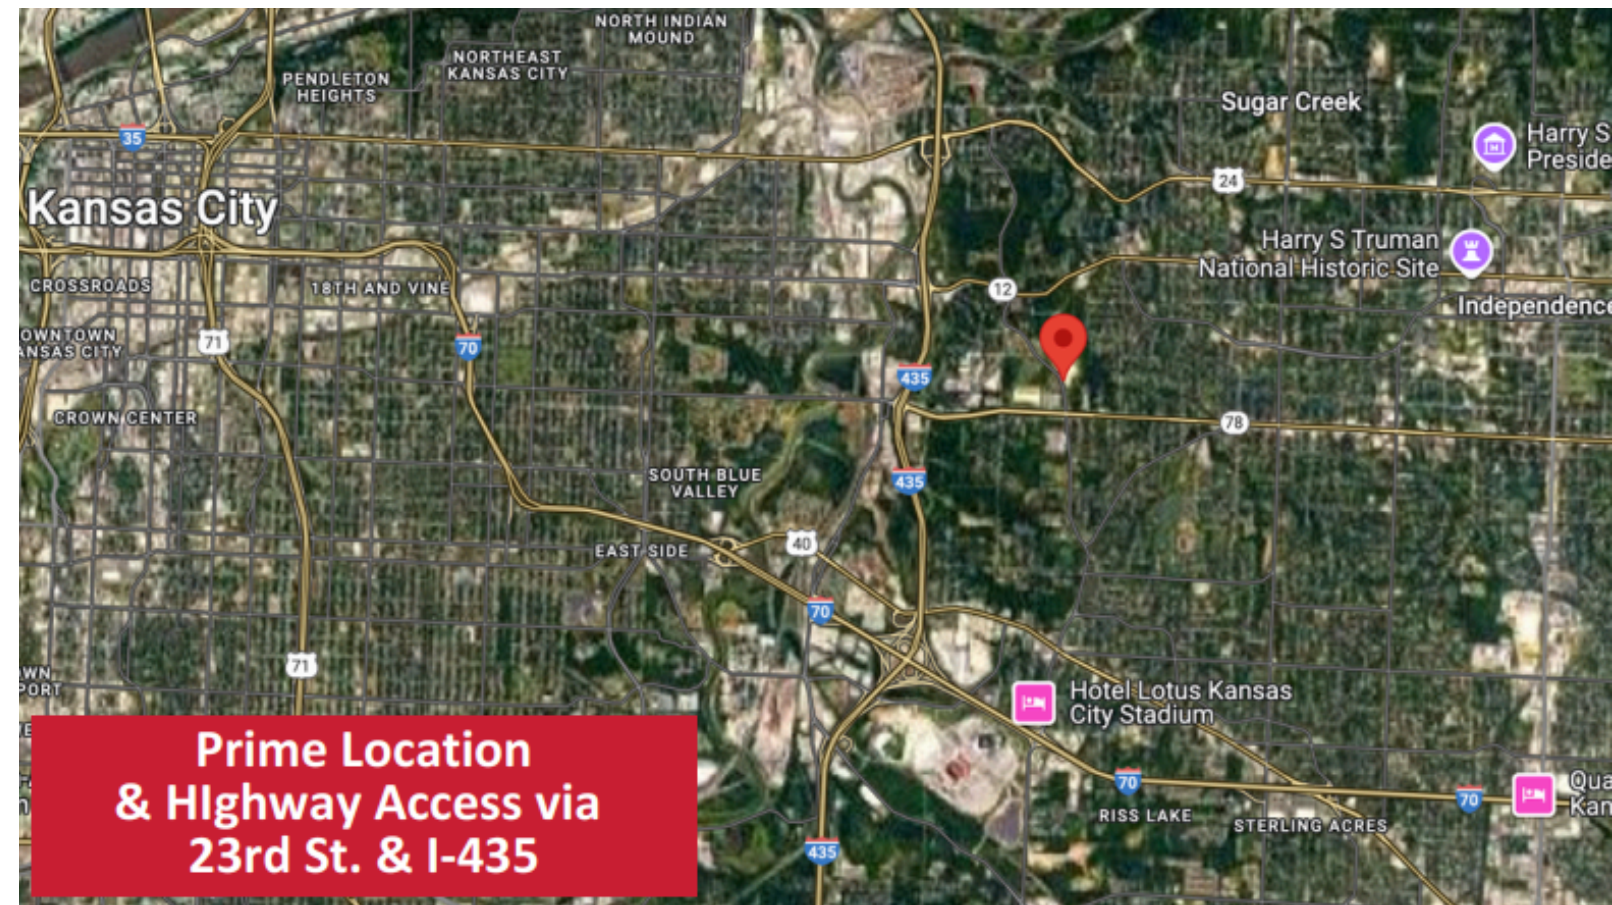 NORTH INDIAN
MOUND
NORTHEAST
KANSAS CITY
PENDLETON
HEIGHTS
Sugar Creek
35
Harry S
Preside
24
Kansas City
Harry S Truman
National Historic Site
CROSSROADS
18TH AND VINE
12
Independence
OWNTOWN
ANSAS CITY
71
70
435
CROWN CENTER
78
SOUTH BLUE
VALLEY
435
40
EAST SIDE
70
71
WN
PORT
Hotel Lotus Kansas
City Stadium
Prime Location
& HIghway Access via
23rd St. & I-435
70
70
Qua
Kan
RISS LAKE
STERLING ACRES
435